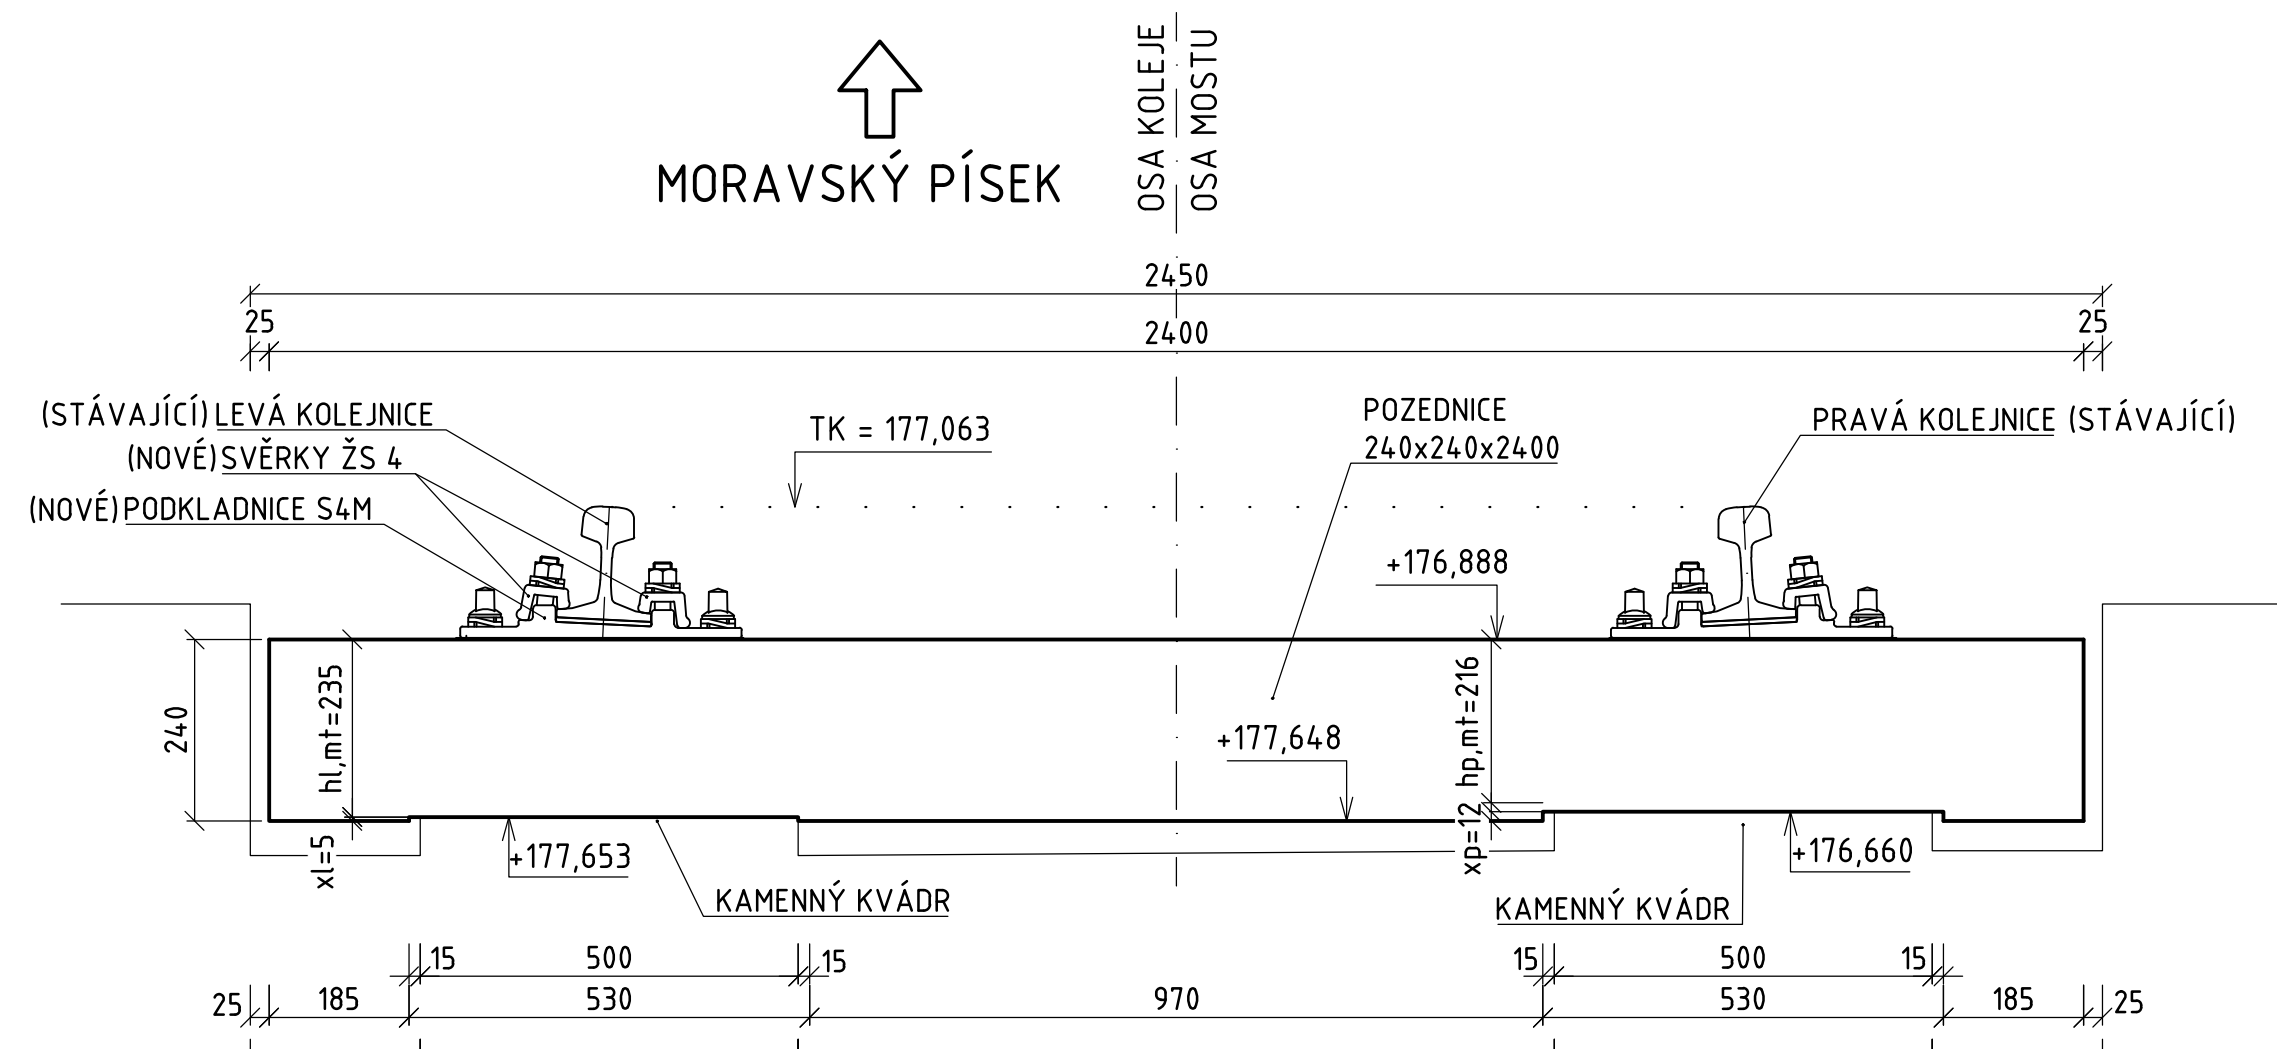 OSA KOLEJE
OSA MOSTU
MORAVSKÝ PÍSEK
2450
25
2400
25
(STÁVAJÍCÍ) LEVÁ KOLEJNICE
(NOVÉ) SVĚRKY ŽS 4
(NOVÉ) PODKLADNICE S4M
TK = 177,063
POZEDNICE
240x240x2400
PRAVÁ KOLEJNICE (STÁVAJÍCÍ)
+176,888
240
hl,mt=235
xl=5
+177,648
hp,mt=216
xp=12
+177,653
+176,660
KAMENNÝ KVÁDR
KAMENNÝ KVÁDR
15
500
15
15
500
15
25
185
530
970
530
185
25